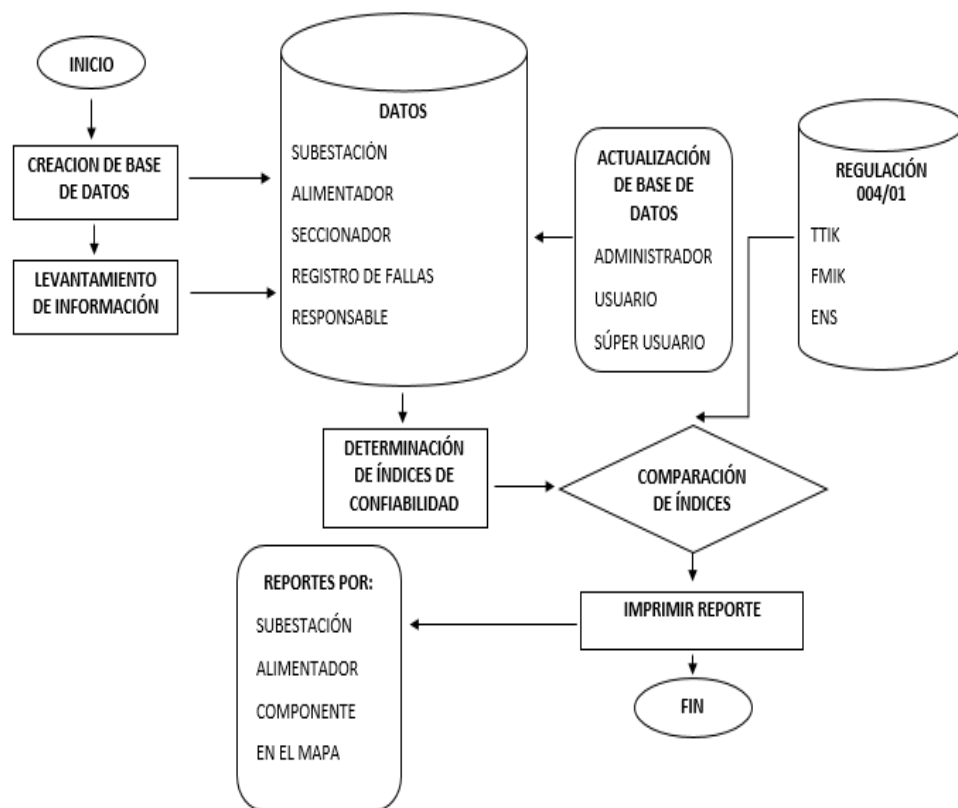 INICIO
CREACION DE BASE
DE DATOS
LEVANTAMIENTO
DE INFORMACIÓN
DATOS
SUBESTACIÓN
ALIMENTADOR
SECCIONADOR
REGISTRO DE FALLAS
RESPONSABLE
ACTUALIZACIÓN
DE BASE DE
DATOS
ADMINISTRADOR
USUARIO
SÚPER USUARIO
REGULACIÓN
004/01
TTIK
FMIK
ENS
DETERMINACIÓN
DE ÍNDICES DE
CONFIABILIDAD
COMPARACIÓN
DE ÍNDICES
IMPRIMIR REPORTE
REPORTES POR:
SUBESTACIÓN
ALIMENTADOR
COMPONENTE
EN EL MAPA
FIN